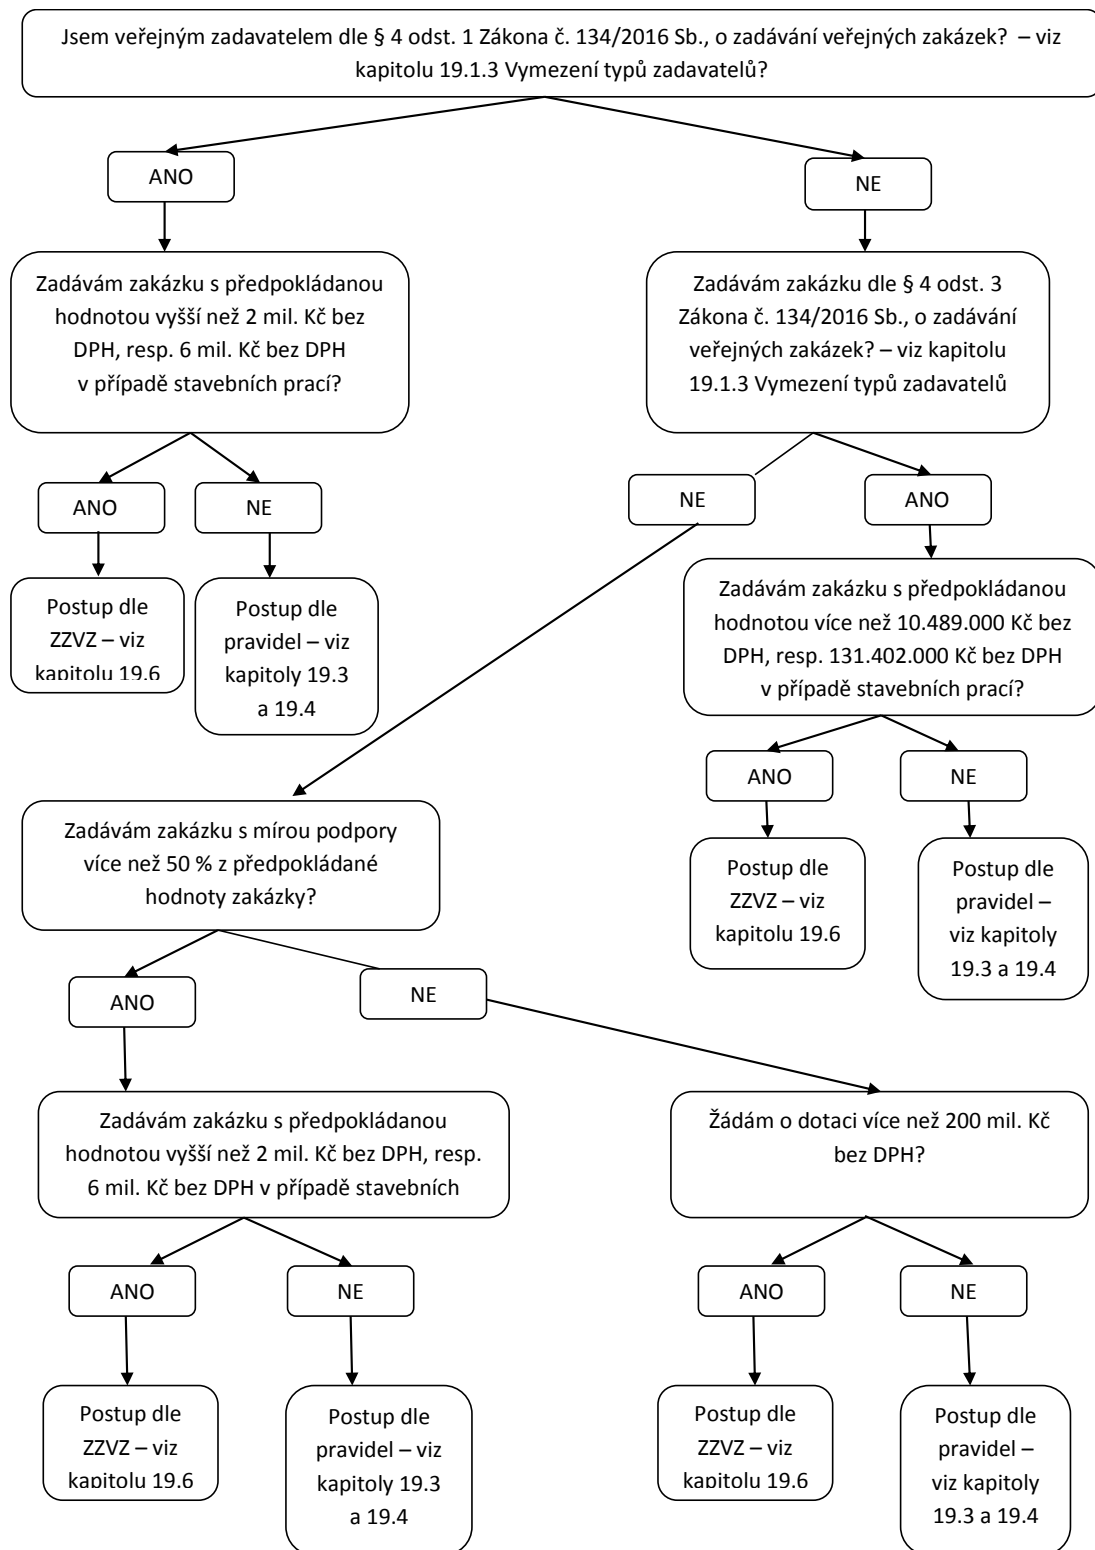 Jsem veřejným zadavatelem dle § 4 odst. 1 Zákona č. 134/2016 Sb., o zadávání veřejných zakázek?  – viz
kapitolu 19.1.3 Vymezení typů zadavatelů?
ANO
NE
Zadávám zakázku s předpokládanou
hodnotou vyšší než 2 mil. Kč bez
DPH, resp. 6 mil. Kč bez DPH
v případě stavebních prací?
Zadávám zakázku dle § 4 odst. 3
Zákona č. 134/2016 Sb., o zadávání
veřejných zakázek? – viz kapitolu
19.1.3 Vymezení typů zadavatelů
ANO
NE
NE
ANO
Postup dle
ZZVZ – viz
kapitolu 19.6
Postup dle
pravidel – viz
kapitoly 19.3
a 19.4
Zadávám zakázku s předpokládanou
hodnotou více než 10.489.000 Kč bez
DPH, resp. 131.402.000 Kč bez DPH
v případě stavebních prací?
ANO
NE
Zadávám zakázku s mírou podpory
více než 50 % z předpokládané
hodnoty zakázky?
Postup dle
ZZVZ – viz
kapitolu 19.6
Postup dle
pravidel –
viz kapitoly
19.3 a 19.4
ANO
NE
Zadávám zakázku s předpokládanou
hodnotou vyšší než 2 mil. Kč bez DPH, resp.
6 mil. Kč bez DPH v případě stavebních
Žádám o dotaci více než 200 mil. Kč
bez DPH?
ANO
NE
ANO
NE
Postup dle
ZZVZ – viz
kapitolu 19.6
Postup dle
pravidel – viz
kapitoly 19.3
a 19.4
Postup dle
ZZVZ – viz
kapitolu 19.6
Postup dle
pravidel –
viz kapitoly
19.3 a 19.4